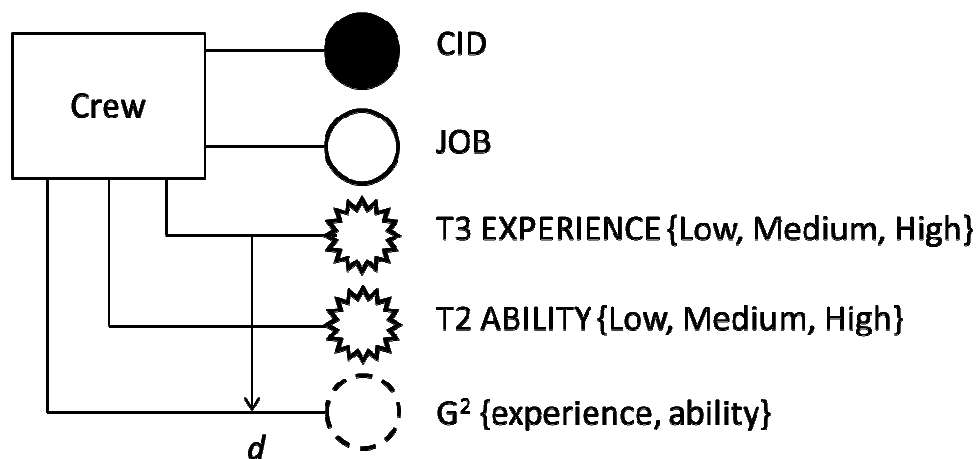 CID
Crew
JOB
T3 EXPERIENCE {Low, Medium, High}
T2 ABILITY {Low, Medium, High}
G² {experience, ability}
d